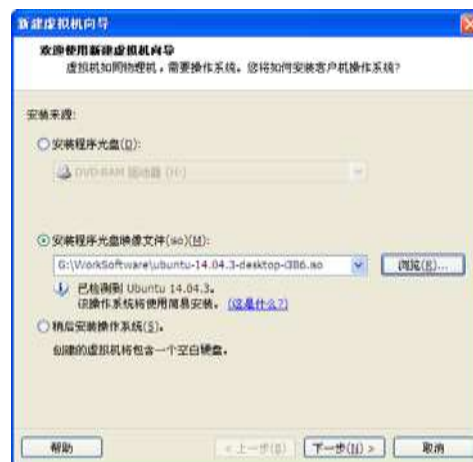 新建虚拟机向导
欢迎使用新建虚拟机向导
虚拟机如同物理机，需要操作系统。您将如何安装客户机操作系统?
安装来源:
安装程序光盘(D):
DVD-RAM 驱动器 (H:)
安装程序光盘映像文件(iso)(M):
G:\WorkSoftware\ubuntu-14.04.3-desktop-i386.iso
浏览(R)...
已检测到 Ubuntu 14.04.3。
该操作系统将使用简易安装。 (这是什么?)
稍后安装操作系统(S)。
创建的虚拟机将包含一个空白硬盘。
帮助
< 上一步(B)
下一步(N) >
取消